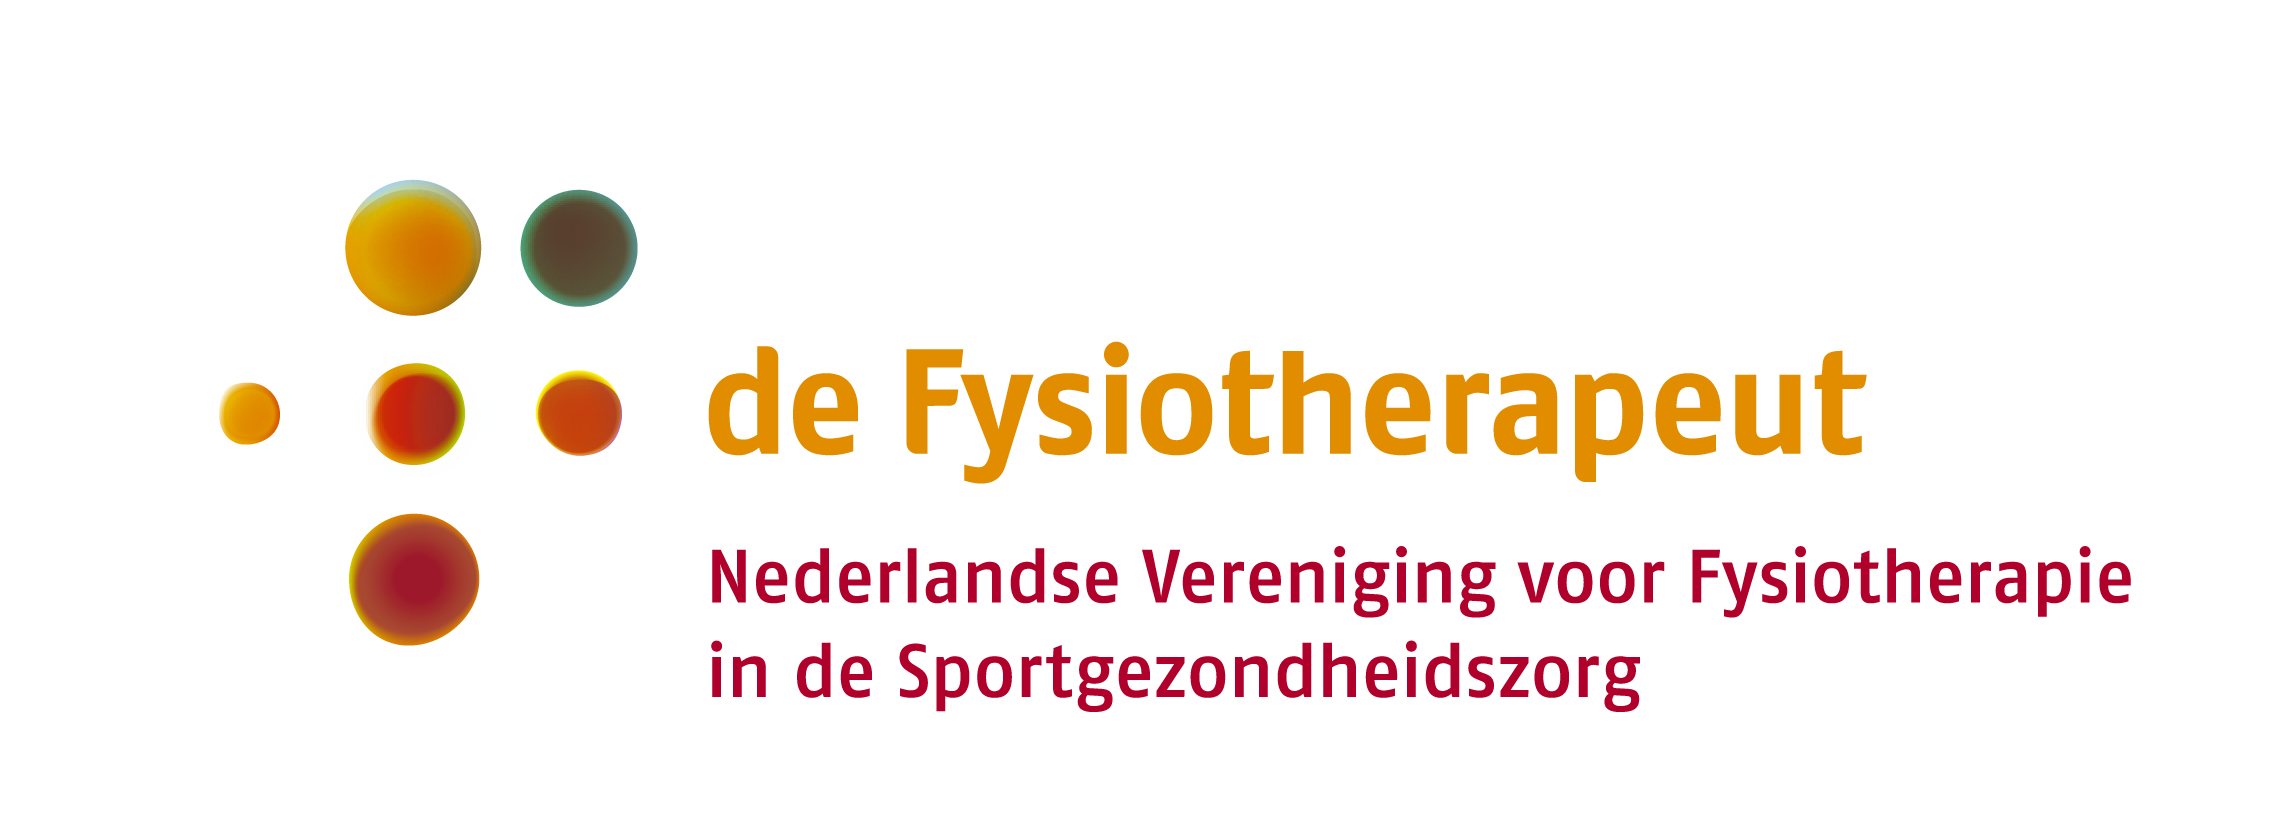 de Fysiotherapeut
Nederlandse Vereniging voor Fysiotherapie
in de Sportgezondheidszorg